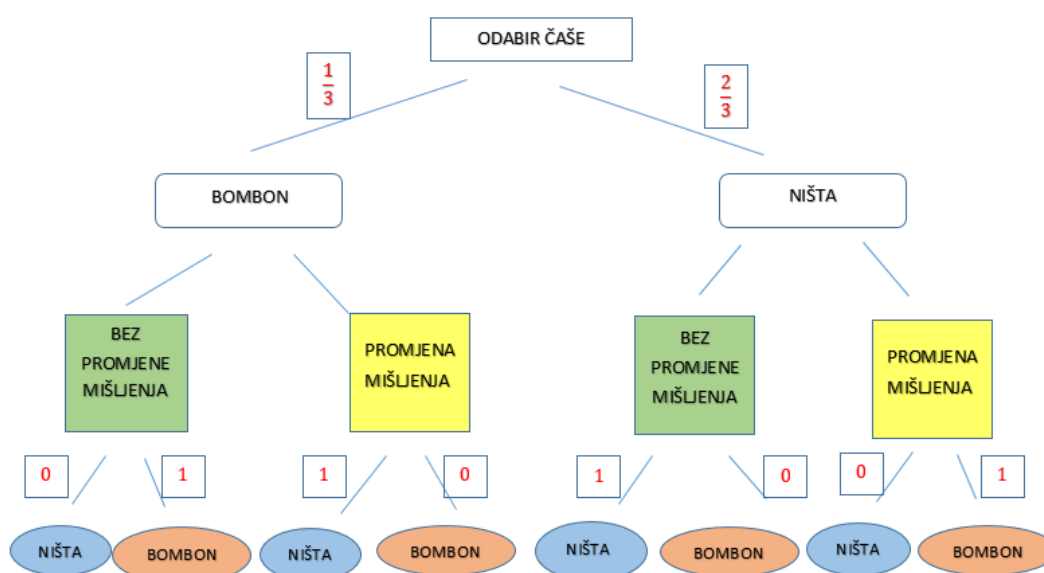 ODABIR ČAŠE
1
3
2
3
BOMBON
NIŠTA
BEZ
PROMJENE
MIŠLJENJA
PROMJENA
MIŠLJENJA
BEZ
PROMJENE
MIŠLJENJA
PROMJENA
MIŠLJENJA
0
1
1
0
1
0
0
1
NIŠTA
BOMBON
NIŠTA
BOMBON
NIŠTA
BOMBON
NIŠTA
BOMBON